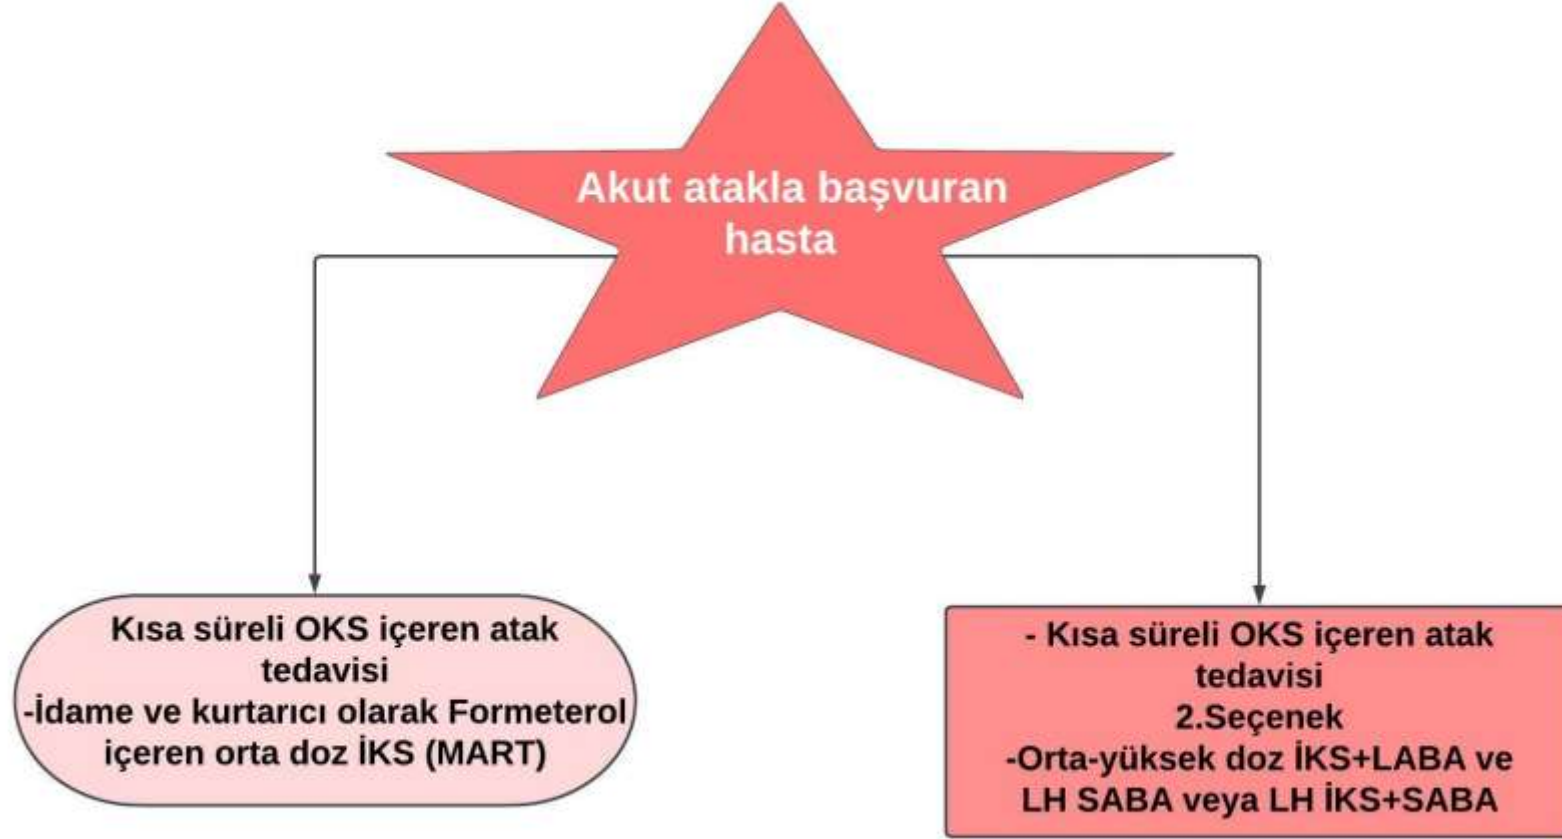 Akut atakla başvuran
hasta
Kısa süreli OKS içeren atak
tedavisi
-İdame ve kurtarıcı olarak Formeterol
içeren orta doz İKS (MART)
- Kısa süreli OKS içeren atak
tedavisi
2.Seçenek
-Orta-yüksek doz İKS+LABA ve
LH SABA veya LH İKS+SABA